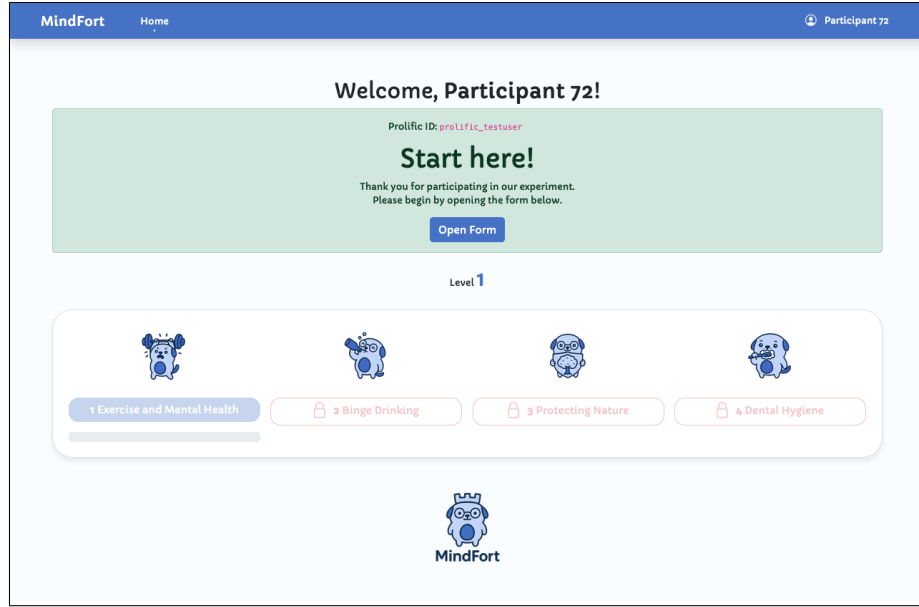 MindFort Home Participant 72
Welcome, Participant 72!
Prolific ID: prolific_testuser
Start here!
Thank you for participating in our experiment.
Please begin by opening the form below.
Open Form
Level 1
1 Exercise and Mental Health
2 Binge Drinking
3 Protecting Nature
4 Dental Hygiene
MindFort